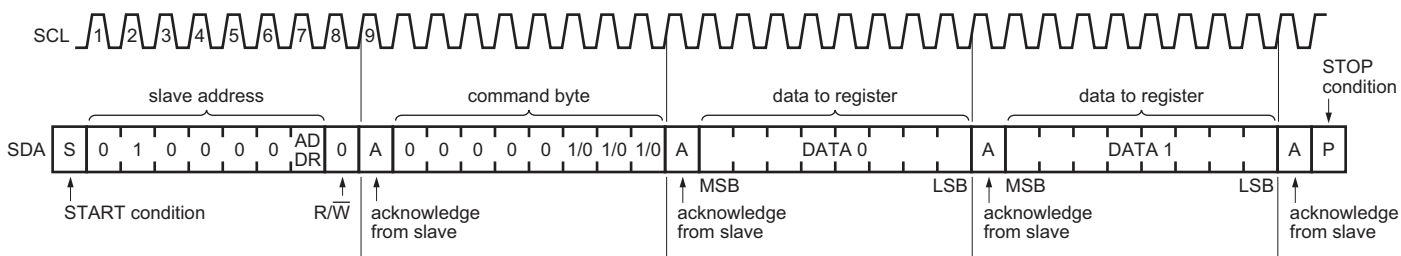 SCL 1 2 3 4 5 6 7 8 9
STOP
condition
slave address command byte data to register data to register
SDA S 0 1 0 0 0 0 AD DR 0 A 0 0 0 0 0 1/0 1/0 1/0 A DATA 0 A DATA 1 A P
MSB LSB MSB LSB
START condition R/W̅ acknowledge from slave acknowledge from slave acknowledge from slave acknowledge from slave